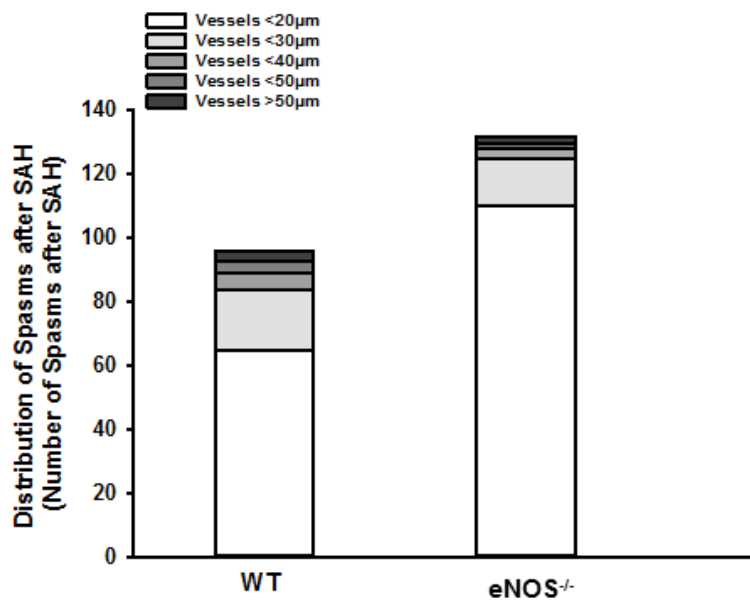 Vessels <20µm
Vessels <30µm
Vessels <40µm
Vessels <50µm
Vessels >50µm
Distribution of Spasms after SAH
(Number of Spasms after SAH)
140
120
100
80
60
40
20
0
WT
eNOS-/-